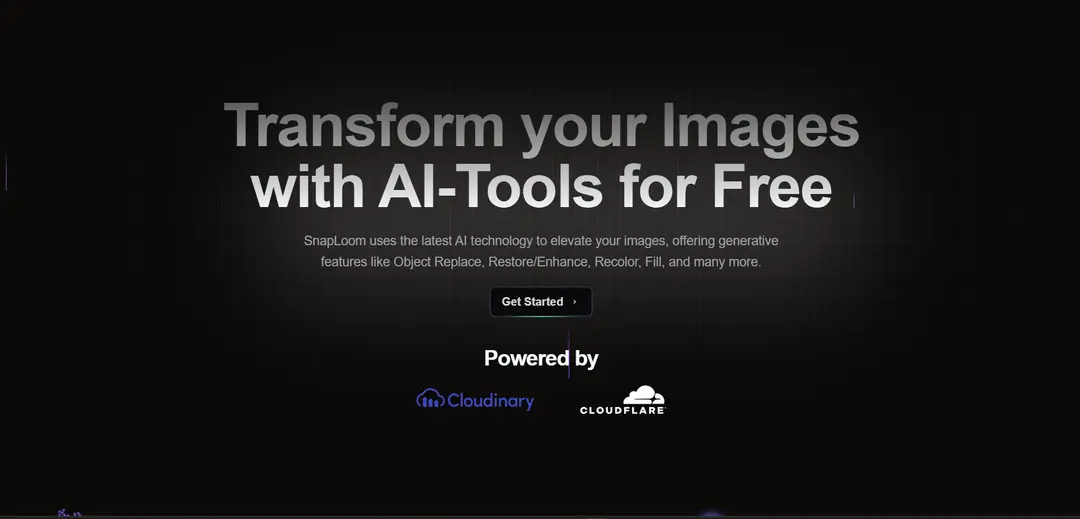 Transform your Images
with AI-Tools for Free
SnapLoom uses the latest AI technology to elevate your images, offering generative
features like Object Replace, Restore/Enhance, Recolor, Fill, and many more.
Get Started ›
Powered by
Cloudinary
CLOUDFLARE